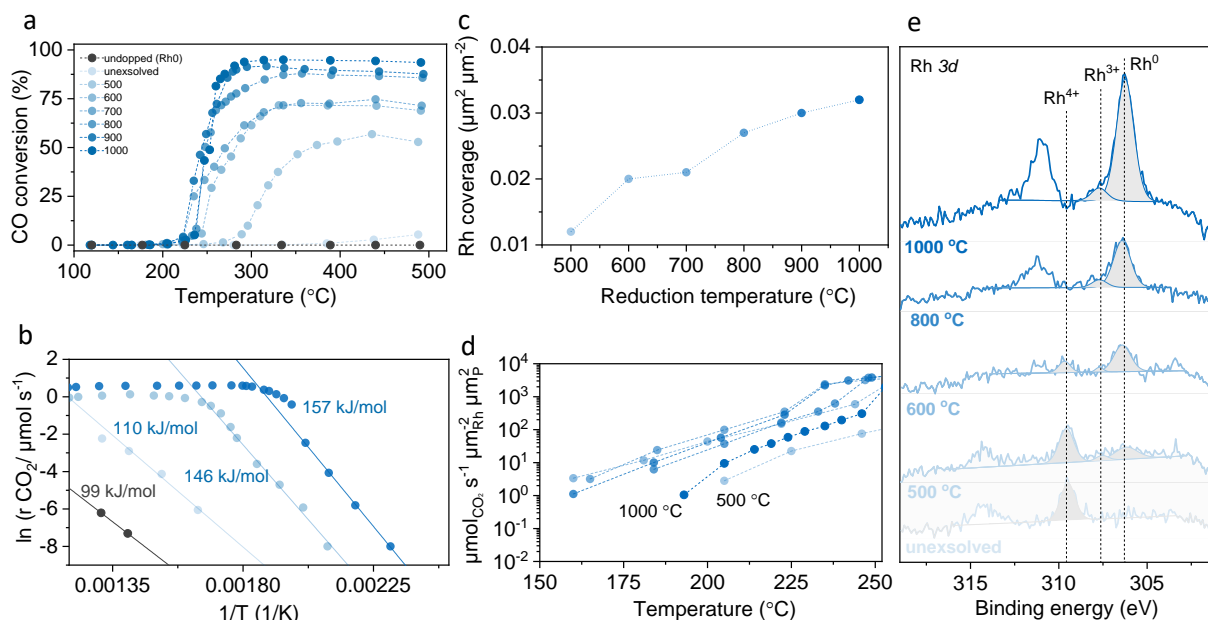 a
CO conversion (%)
100
75
50
25
0
undopped (Rh0)
unexsolved
500
600
700
800
900
1000
100
200
300
400
500
Temperature (°C)
c
Rh coverage (µm² µm⁻²)
0.04
0.03
0.02
0.01
500
600
700
800
900
1000
Reduction temperature (°C)
b
ln (r CO₂/ µmol s⁻¹)
2
0
-2
-4
-6
-8
157 kJ/mol
110 kJ/mol
146 kJ/mol
99 kJ/mol
0.00135
0.00180
0.00225
1/T (1/K)
d
µmol_CO₂ s⁻¹ µm⁻²_Rh µm²_P
10⁴
10³
10²
10¹
10⁰
10⁻¹
10⁻²
1000 °C
500 °C
150
175
200
225
250
Temperature (°C)
e
Rh 3d
Rh⁴⁺
Rh³⁺
Rh⁰
1000 °C
800 °C
600 °C
500 °C
unexsolved
315
310
305
Binding energy (eV)